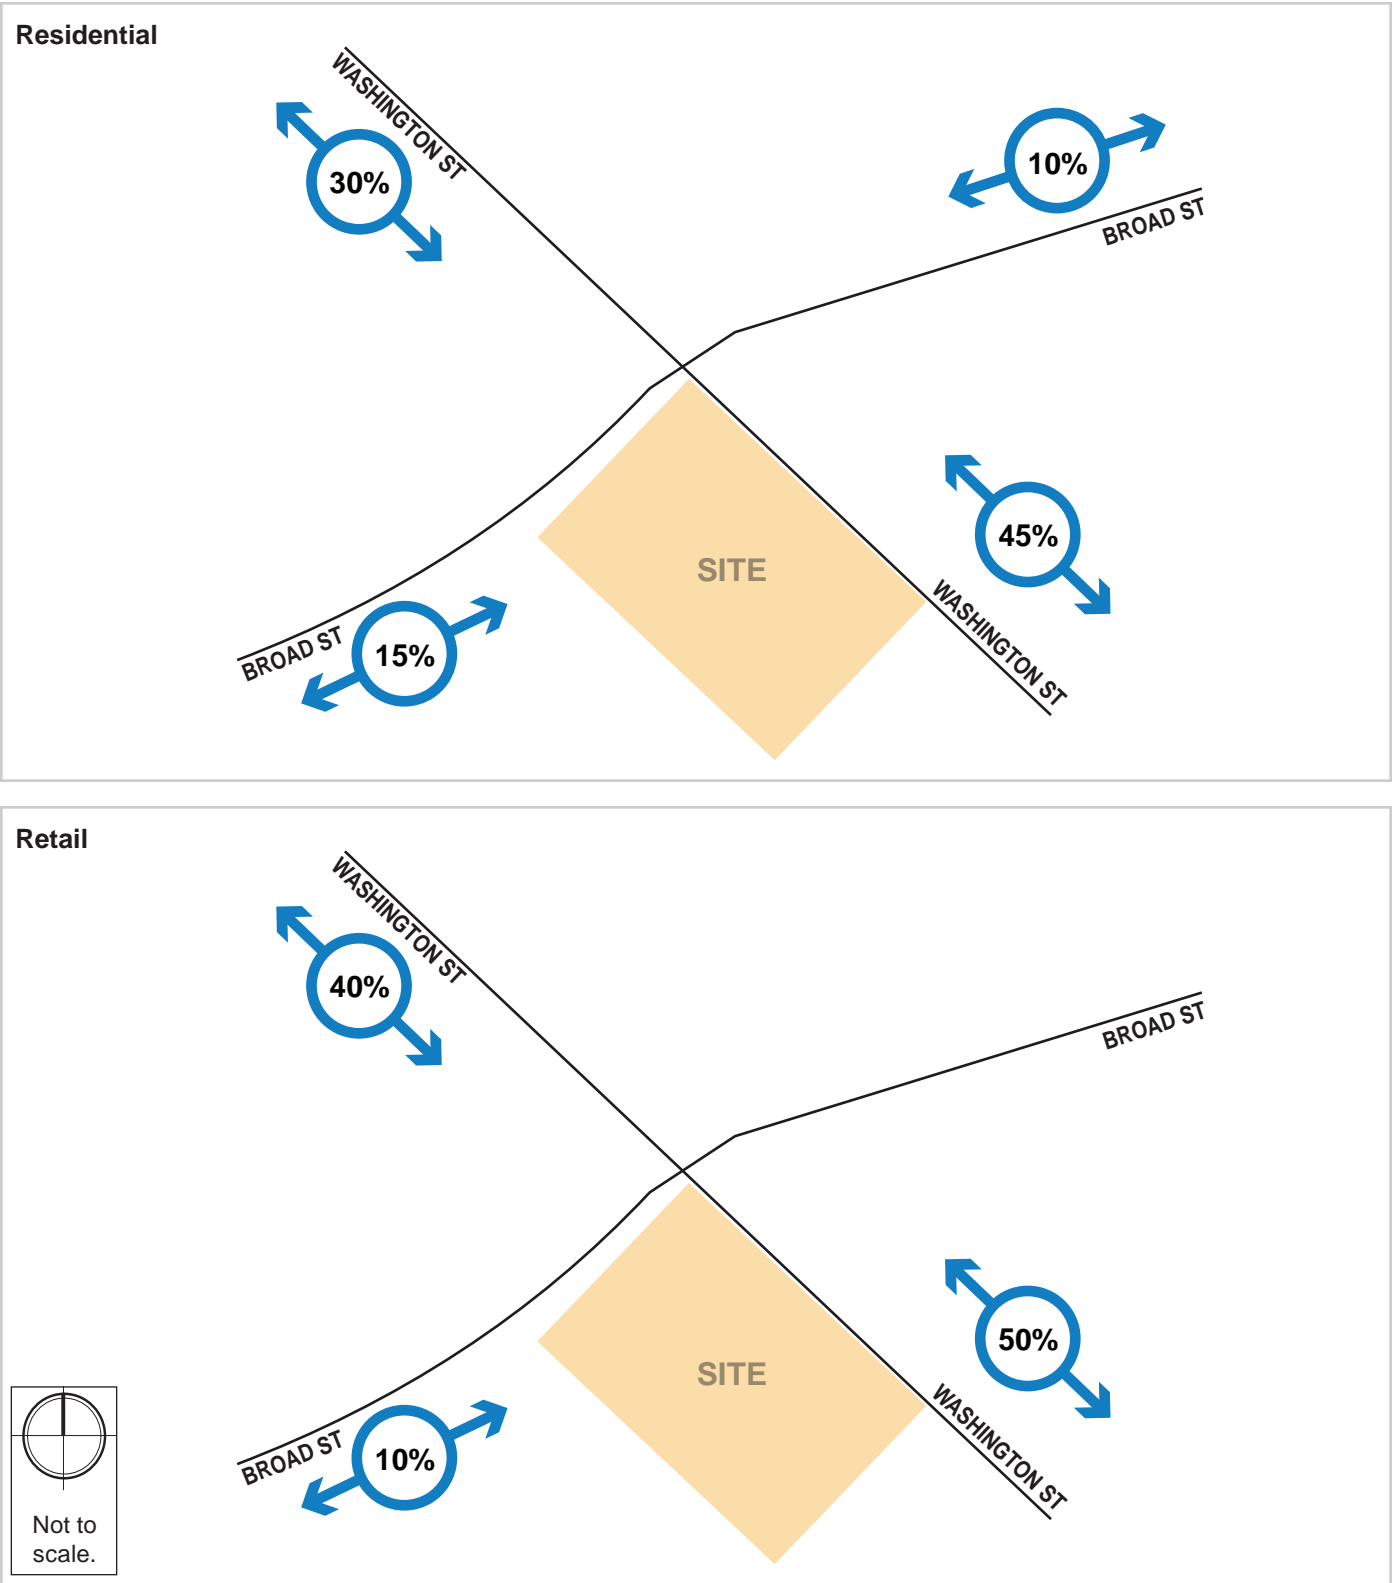 Residential
WASHINGTON ST
30%
10%
BROAD ST
45%
SITE
WASHINGTON ST
BROAD ST
15%
Retail
WASHINGTON ST
40%
BROAD ST
50%
SITE
WASHINGTON ST
BROAD ST
10%
Not to
scale.